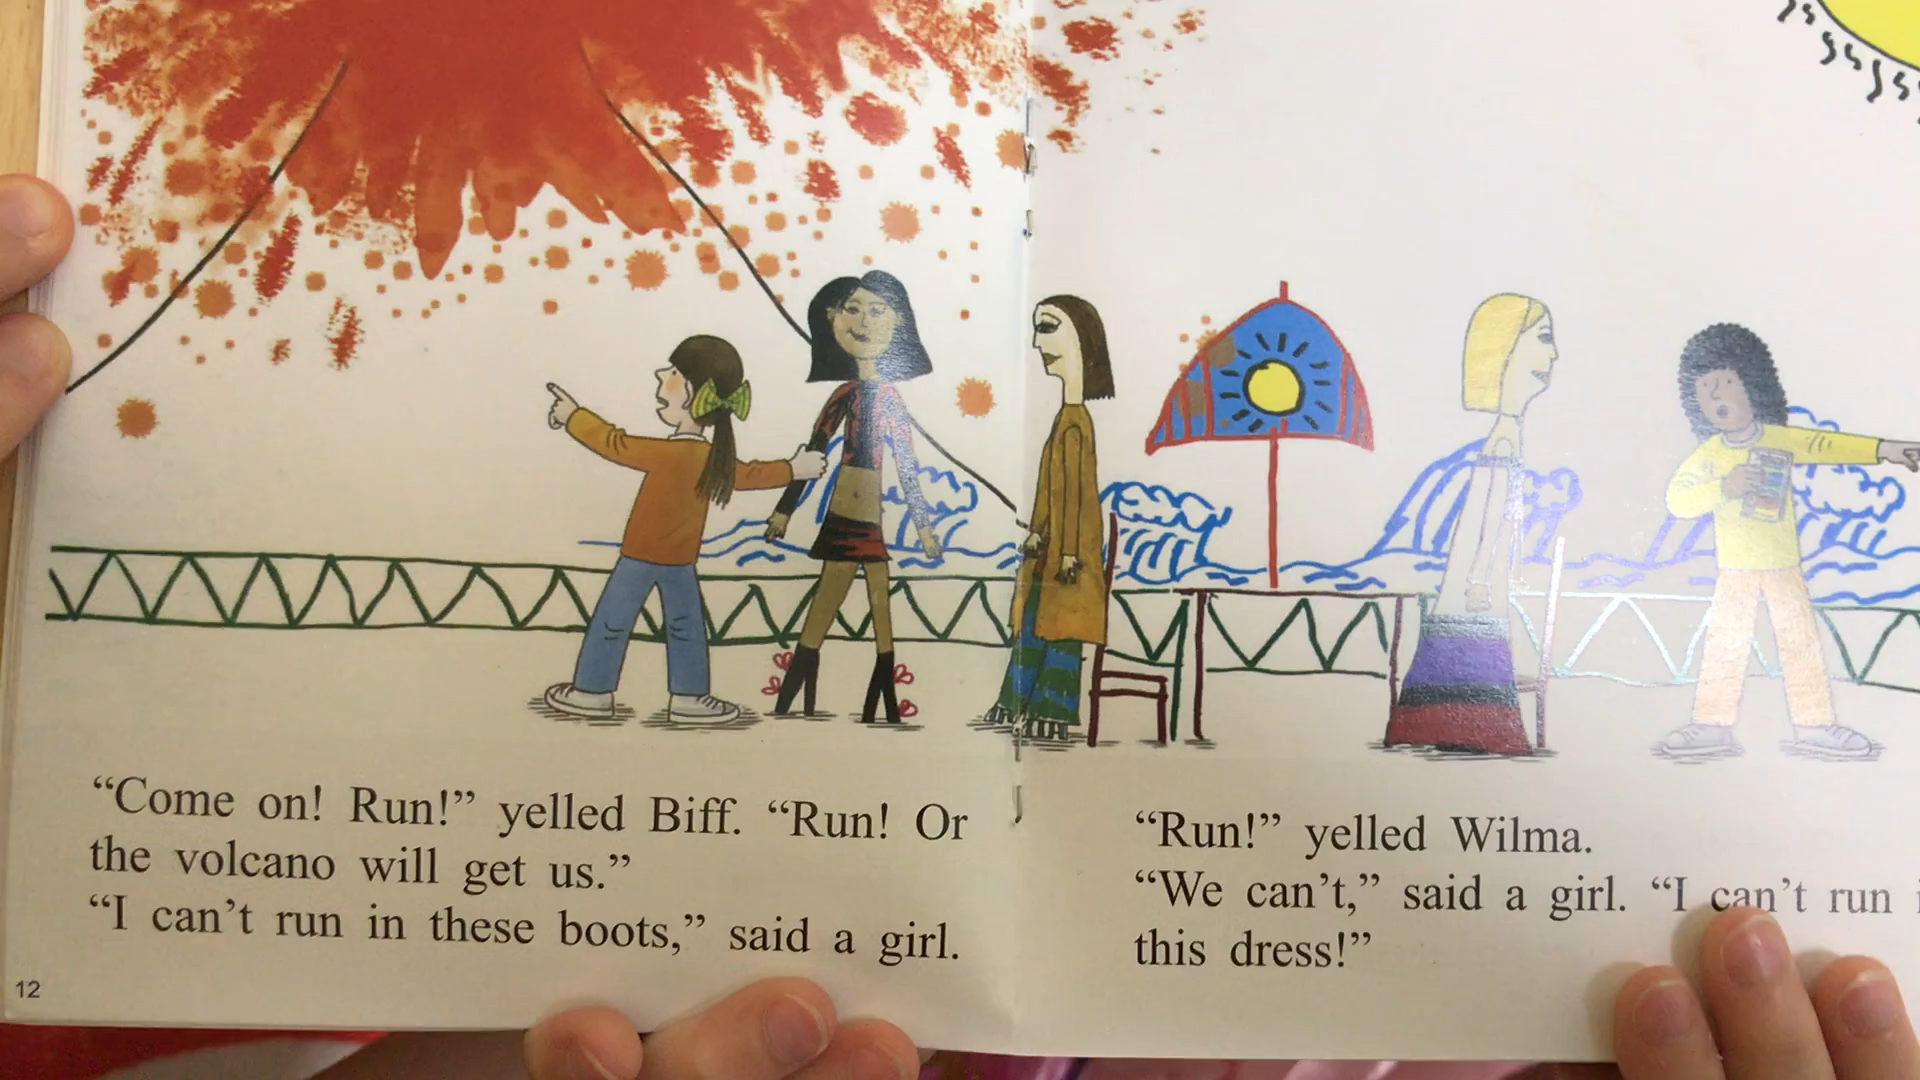 “Come on! Run!” yelled Biff. “Run! Or
the volcano will get us.”
“I can’t run in these boots,” said a girl.
12
“Run!” yelled Wilma.
“We can’t,” said a girl. “I can’t run
this dress!”